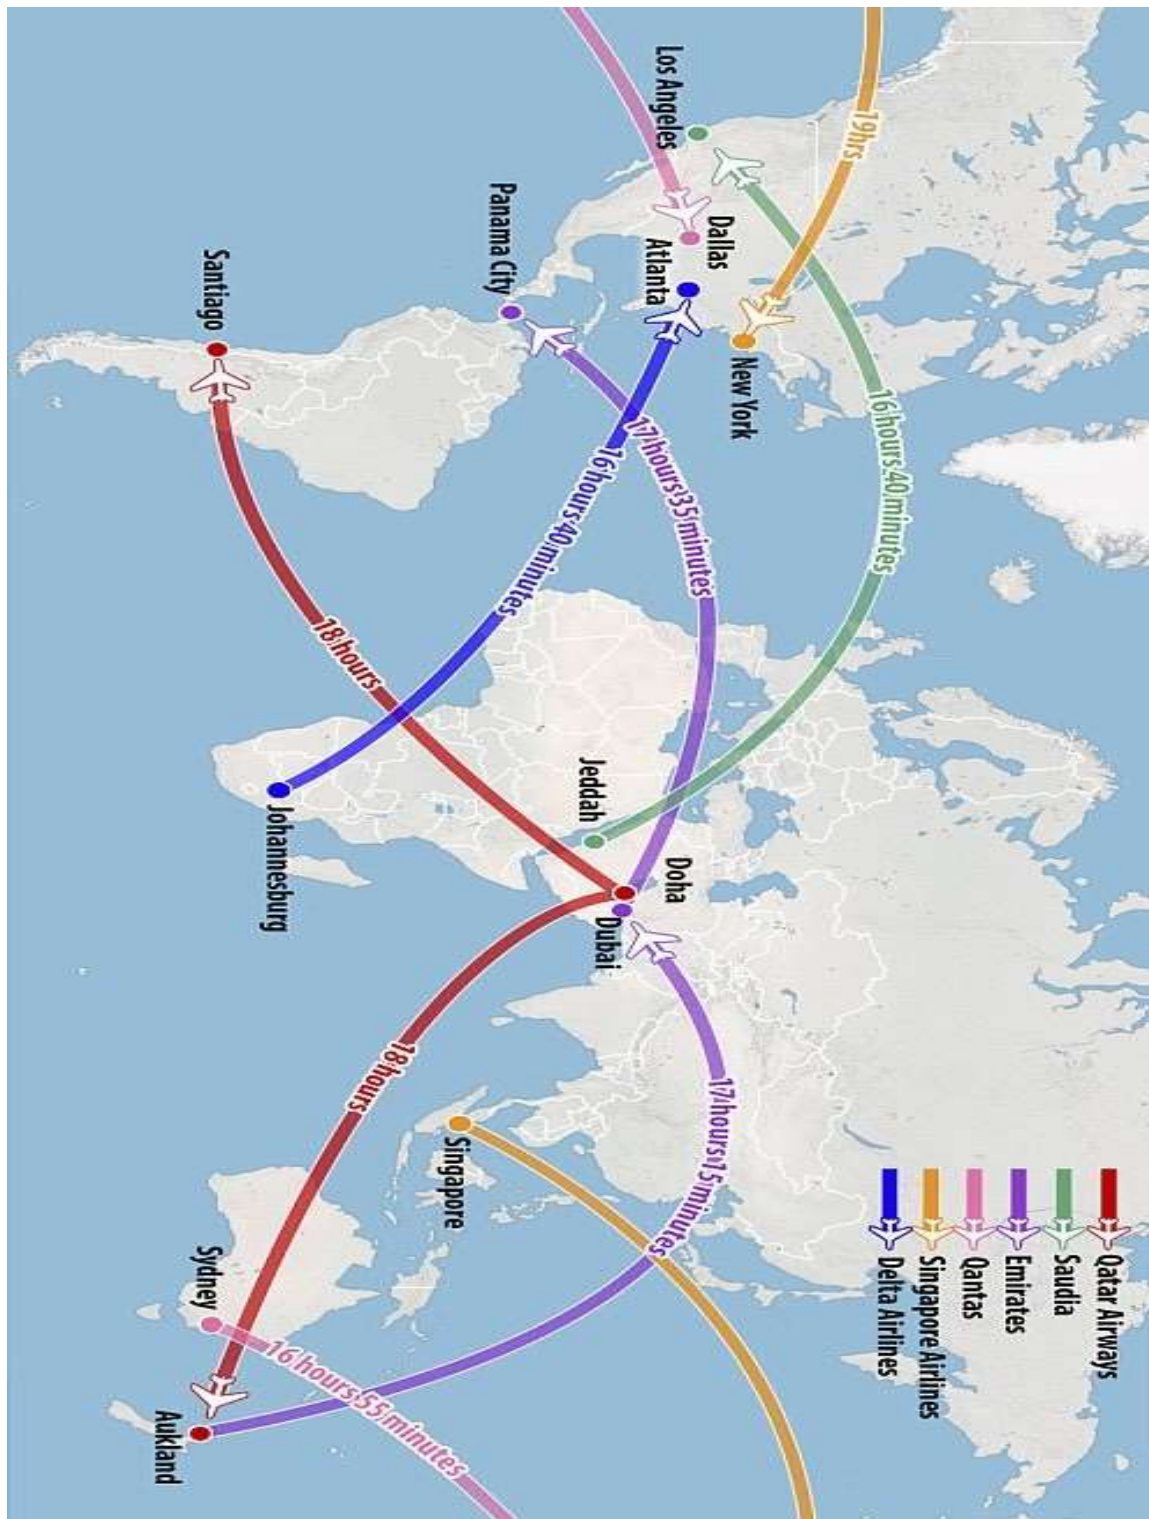 19hrs
Los Angeles
Dallas
Atlanta
New York
Panama City
Santiago
16 hours 40 minutes
17 hours 35 minutes
16 hours 40 minutes
18 hours
Jeddah
Doha
Dubai
Johannesburg
18 hours
17 hours 15 minutes
Singapore
Sydney
16 hours 55 minutes
Aukland
Qatar Airways
Saudia
Emirates
Qantas
Singapore Airlines
Delta Airlines